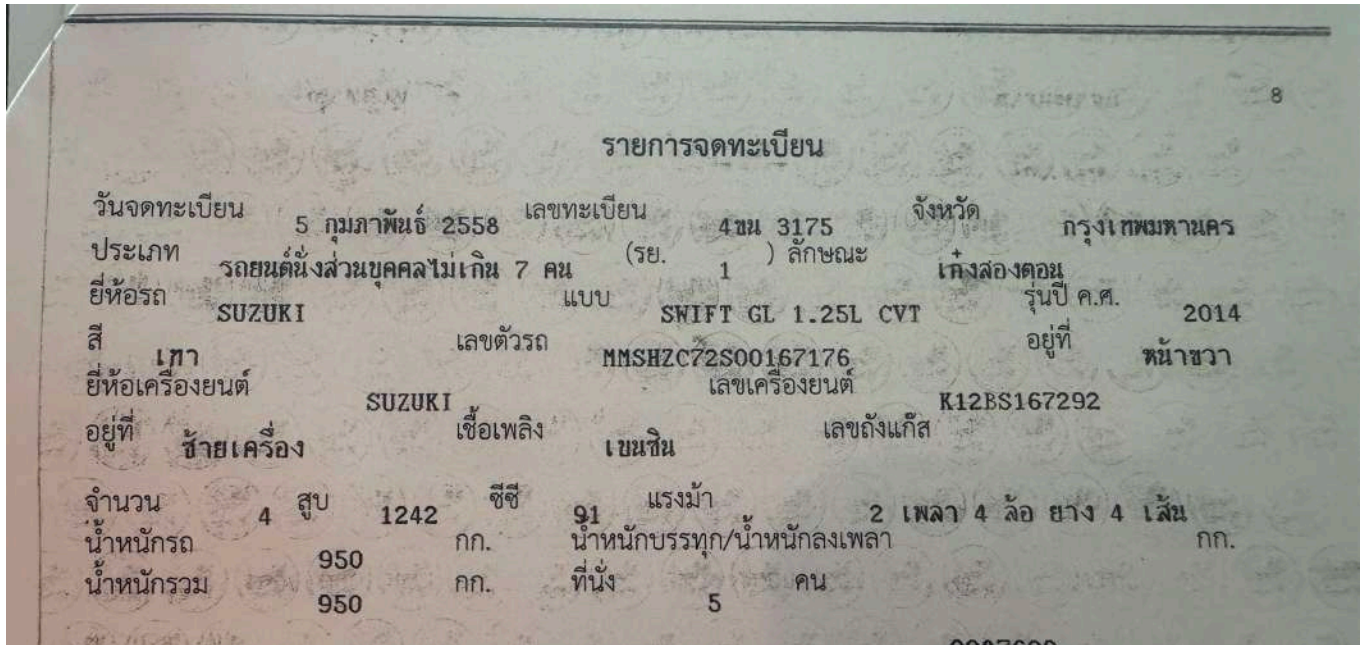 8
รายการจดทะเบียน
วันจดทะเบียน 5 กุมภาพันธ์ 2558 เลขทะเบียน 4ขน 3175 จังหวัด กรุงเทพมหานคร
ประเภท รถยนต์นั่งส่วนบุคคลไม่เกิน 7 คน (รย. 1 ) ลักษณะ เก๋งสองตอน
ยี่ห้อรถ SUZUKI แบบ SWIFT GL 1.25L CVT รุ่นปี ค.ศ. 2014
สี เทา เลขตัวรถ MMSHZC72S00167176 อยู่ที่ หน้าขวา
ยี่ห้อเครื่องยนต์ SUZUKI เลขเครื่องยนต์ K12BS167292
อยู่ที่ ซ้ายเครื่อง เชื้อเพลิง เบนซิน เลขถังแก๊ส
จำนวน 4 สูบ 1242 ซีซี 91 แรงม้า 2 เพลา 4 ล้อ ยาง 4 เส้น
น้ำหนักรถ 950 กก. น้ำหนักบรรทุก/น้ำหนักลงเพลา กก.
น้ำหนักรวม 950 กก. ที่นั่ง 5 คน